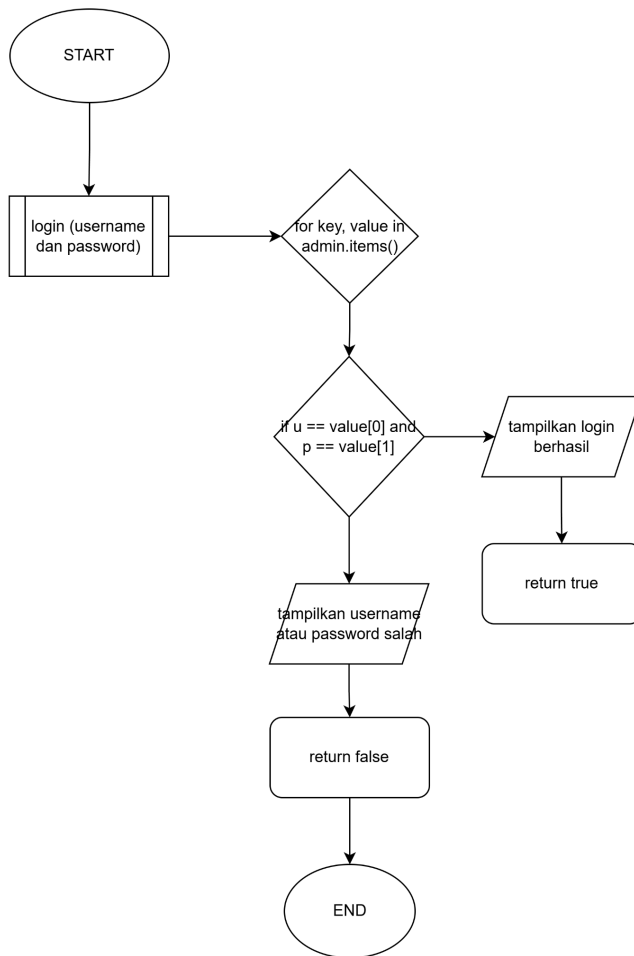 START
login (username
dan password)
for key, value in
admin.items()
if u == value[0] and
p == value[1]
tampilkan login
berhasil
return true
tampilkan username
atau password salah
return false
END